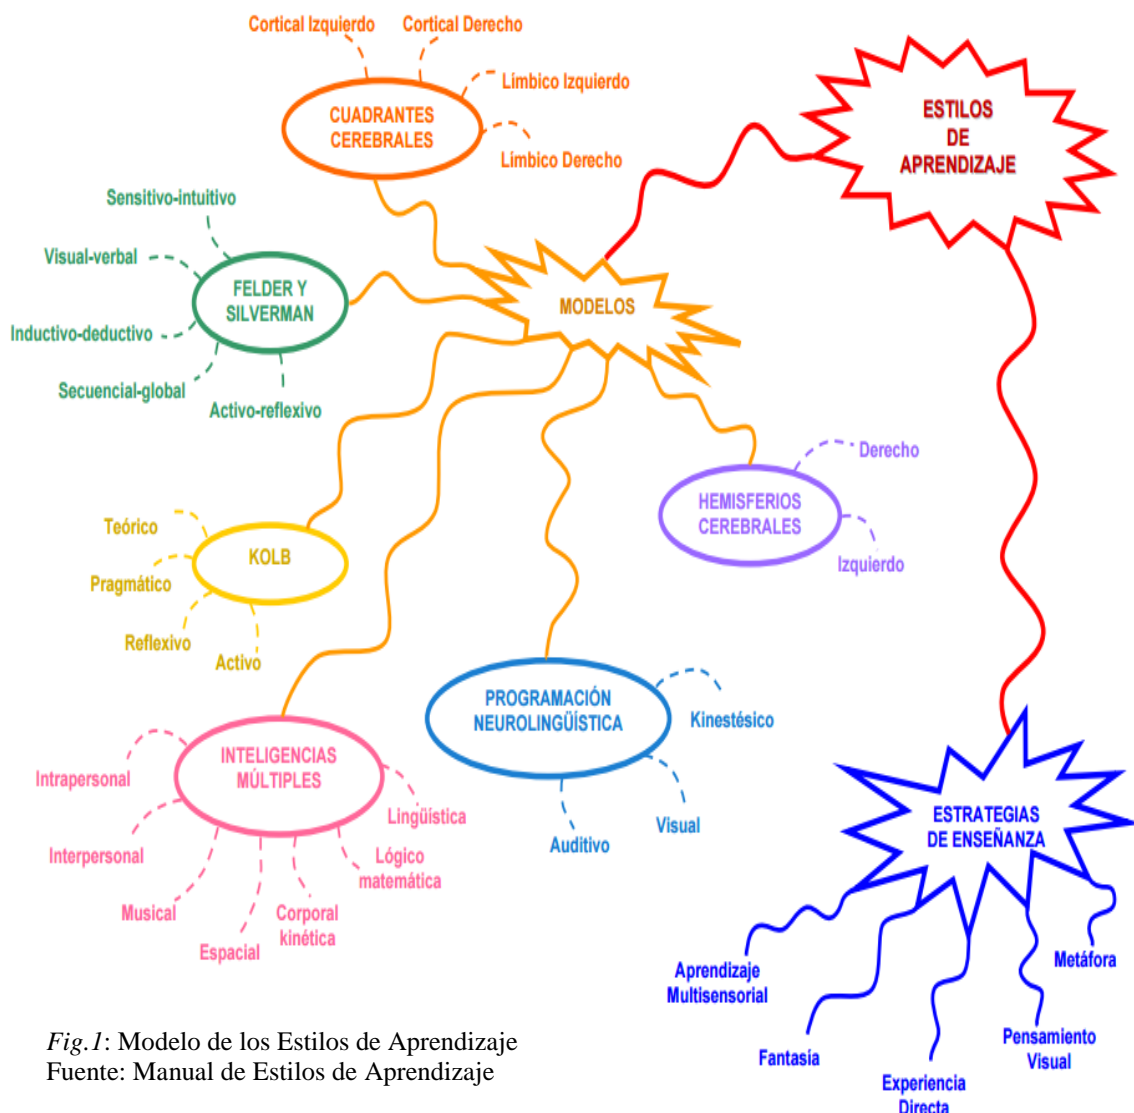 Cortical Izquierdo
Cortical Derecho
Límbico Izquierdo
Límbico Derecho
CUADRANTES
CEREBRALES
ESTILOS
DE
APRENDIZAJE
Sensitivo-intuitivo
Visual-verbal
Inductivo-deductivo
Secuencial-global
Activo-reflexivo
FELDER Y
SILVERMAN
MODELOS
Derecho
HEMISFERIOS
CEREBRALES
Izquierdo
Teórico
Pragmático
Reflexivo
Activo
KOLB
PROGRAMACIÓN
NEUROLINGÜÍSTICA
Kinestésico
Visual
Auditivo
INTELIGENCIAS
MÚLTIPLES
Intrapersonal
Interpersonal
Musical
Espacial
Corporal
kinética
Lógico
matemática
Lingüística
ESTRATEGIAS
DE ENSEÑANZA
Aprendizaje
Multisensorial
Fantasía
Experiencia
Directa
Pensamiento
Visual
Metáfora
Fig.1: Modelo de los Estilos de Aprendizaje
Fuente: Manual de Estilos de Aprendizaje